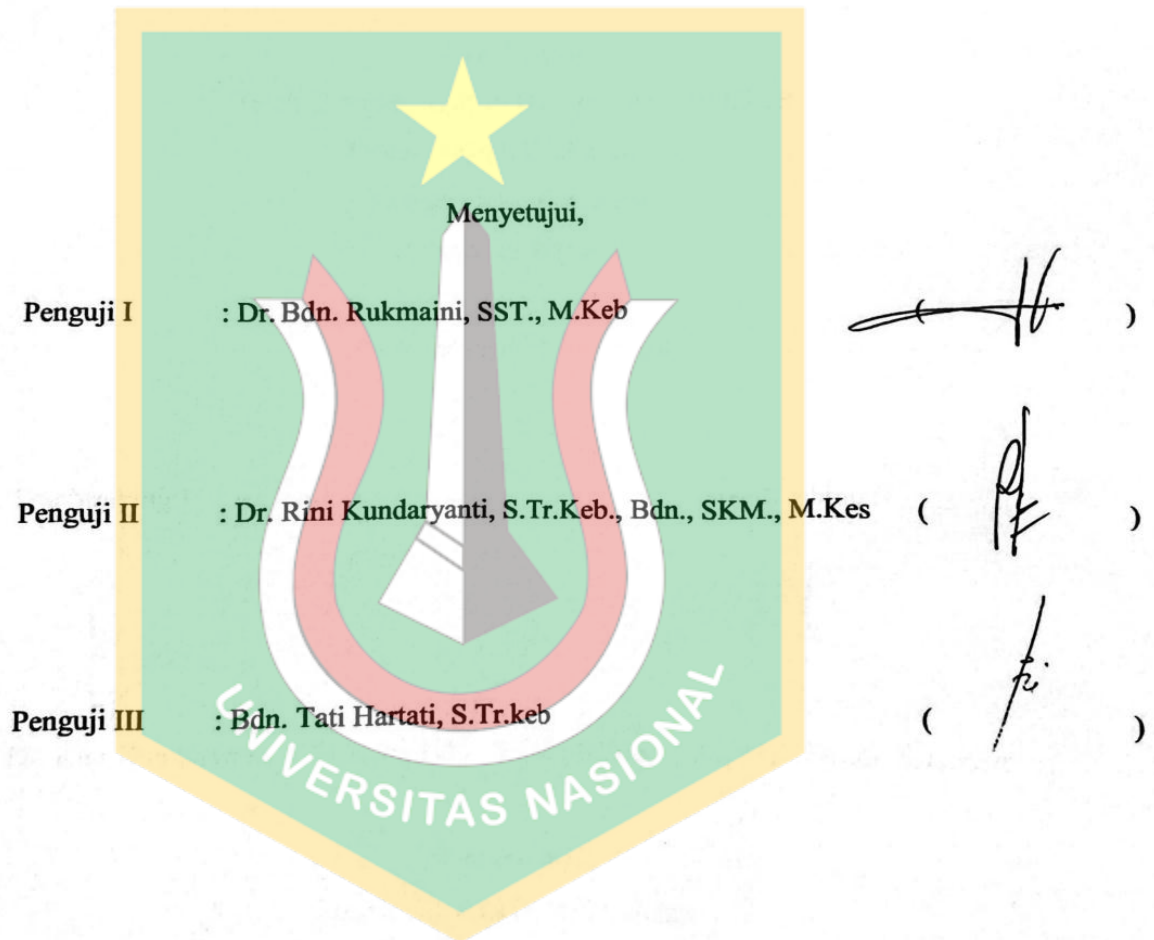 Menyetujui,
Penguji I : Dr. Bdn. Rukmaini, SST., M.Keb ( )
Penguji II : Dr. Rini Kundaryanti, S.Tr.Keb., Bdn., SKM., M.Kes ( )
Penguji III : Bdn. Tati Hartati, S.Tr.keb ( )
UNIVERSITAS NASIONAL